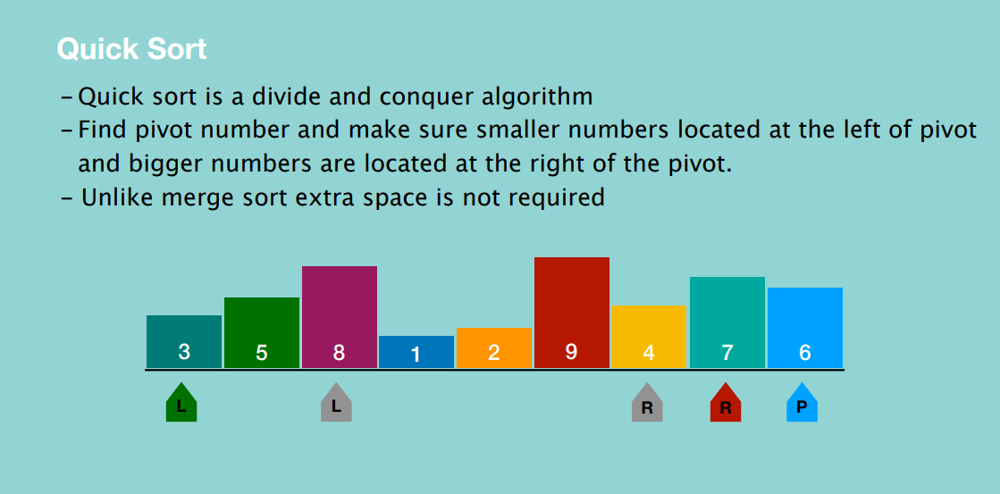 Quick Sort
– Quick sort is a divide and conquer algorithm
– Find pivot number and make sure smaller numbers located at the left of pivot
and bigger numbers are located at the right of the pivot.
– Unlike merge sort extra space is not required
3 5 8 1 2 9 4 7 6
L L R R P